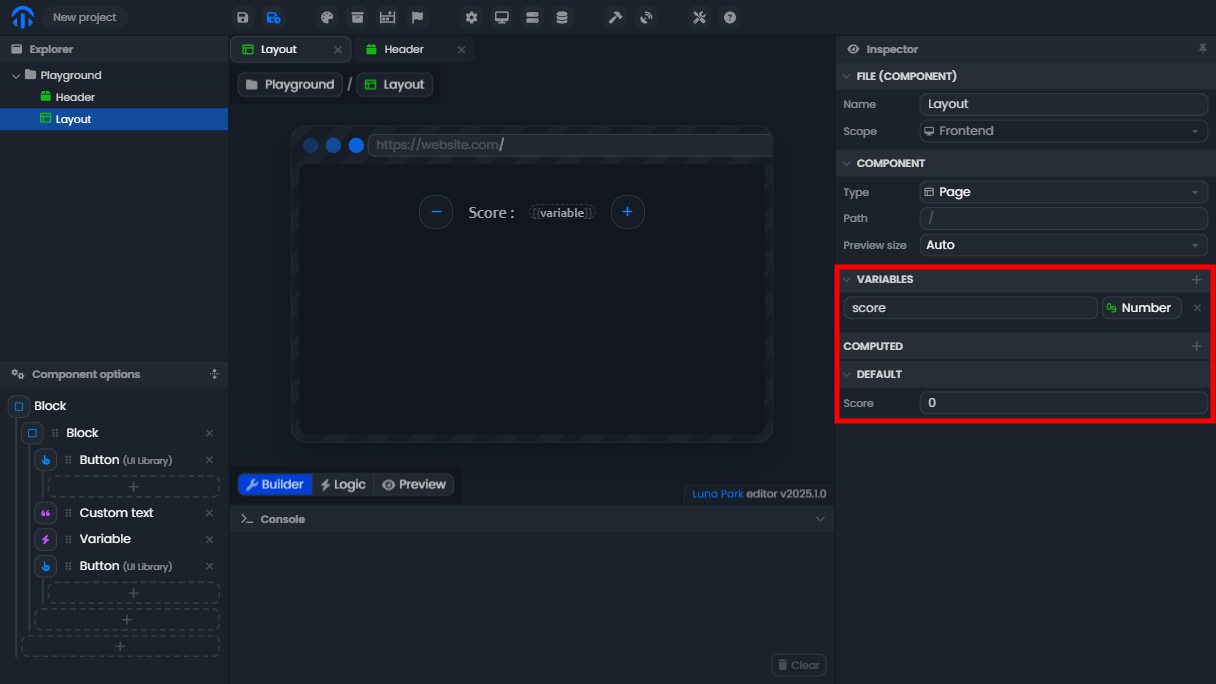 New project
Explorer
Playground
Header
Layout
Component options
Block
Block
Button (UI Library)
Custom text
Variable
Button (UI Library)
Layout
Header
Playground / Layout
https://website.com/
Score : {{variable}}
Builder
Logic
Preview
Luna Park editor v2025.1.0
Console
Clear
Inspector
FILE (COMPONENT)
Name Layout
Scope Frontend
COMPONENT
Type Page
Path /
Preview size Auto
VARIABLES
score Number
COMPUTED
DEFAULT
Score 0